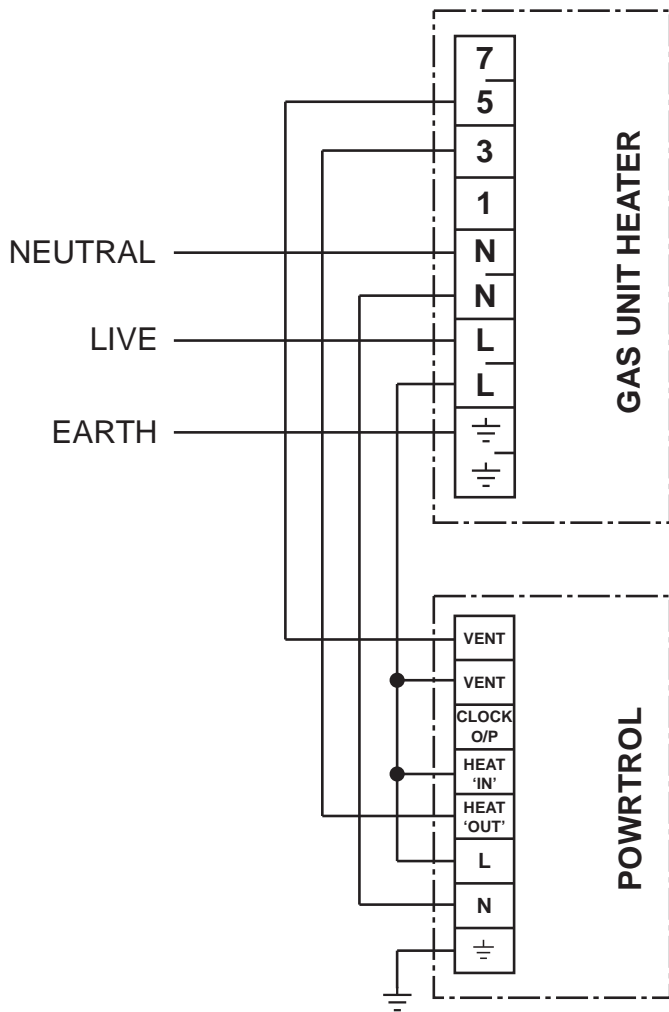 7
5
3
1
NEUTRAL
N
N
LIVE
L
L
EARTH
GAS UNIT HEATER
VENT
VENT
CLOCK
O/P
HEAT
‘IN’
HEAT
‘OUT’
L
N
POWRTROL